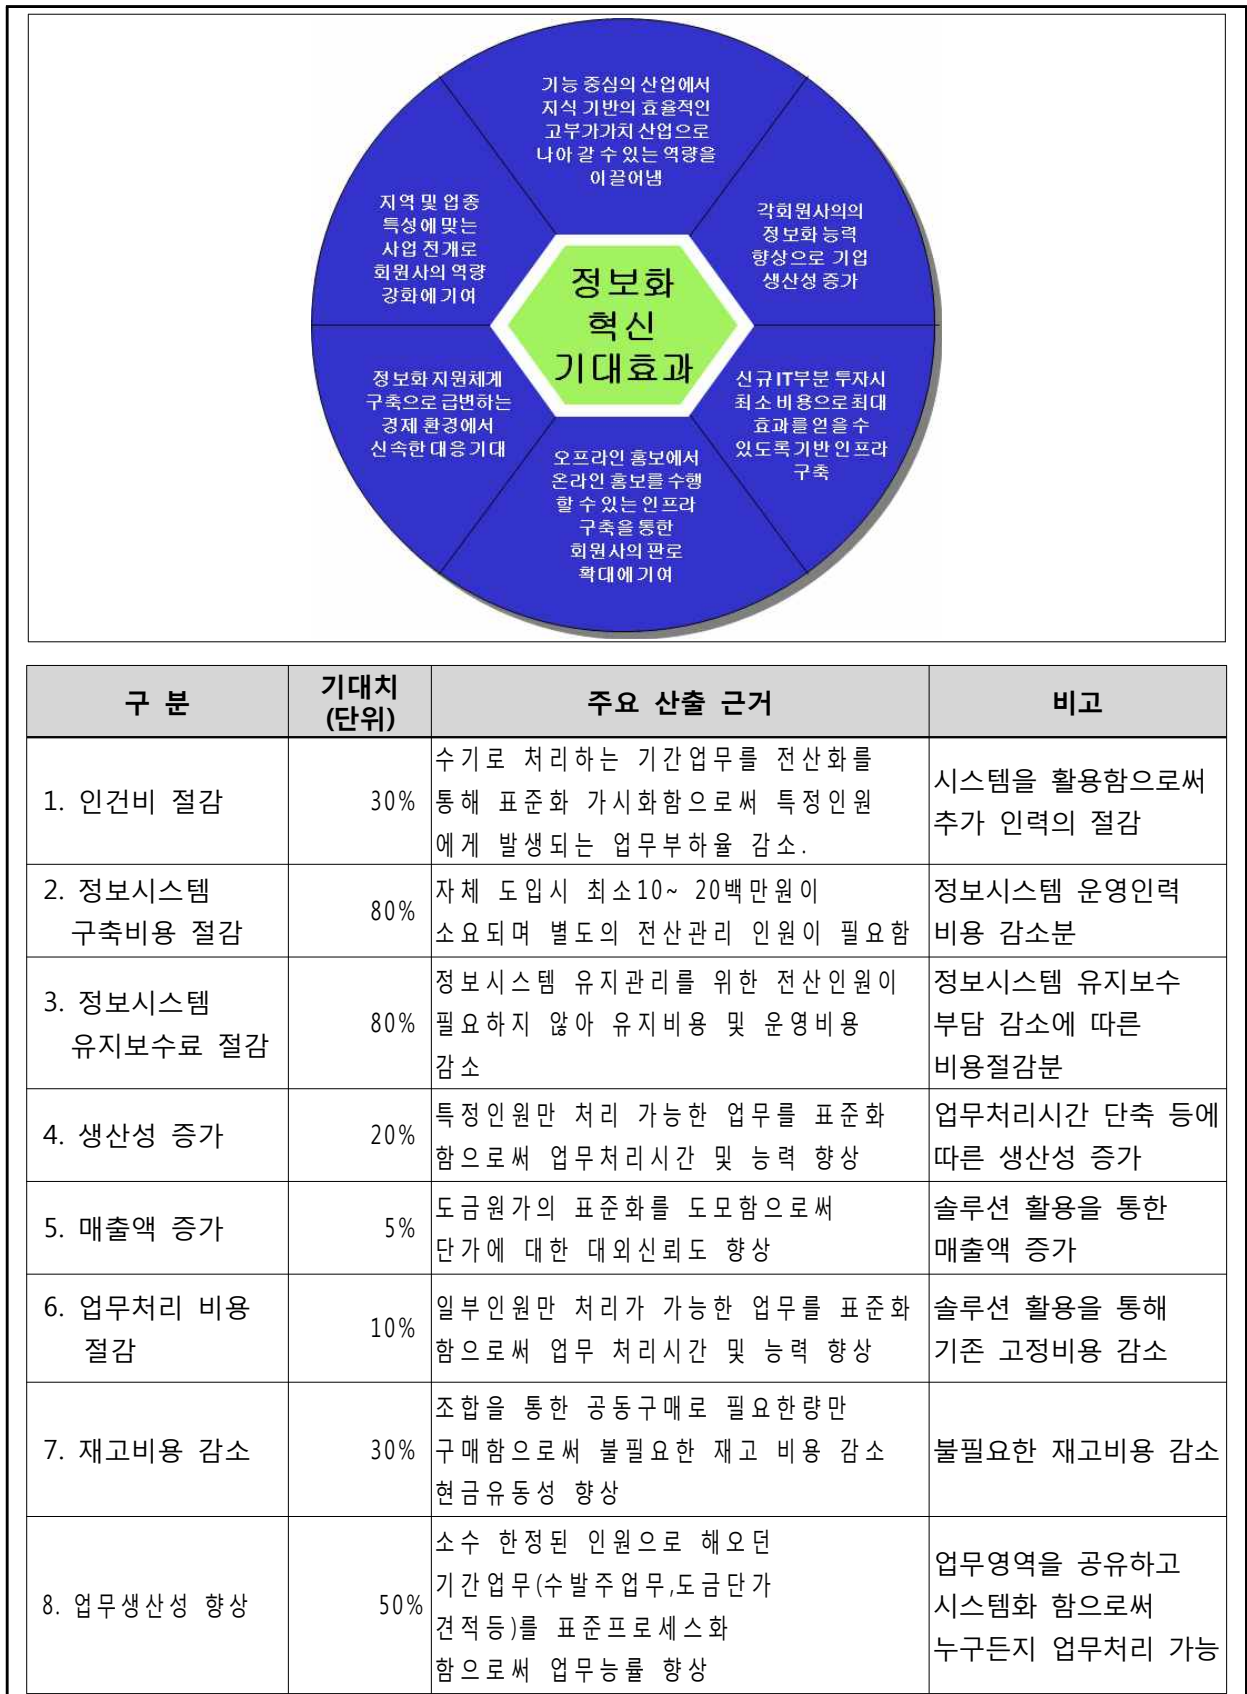 기능 중심의 산업에서
지식 기반의 효율적인
고부가가치 산업으로
나아 갈 수 있는 역량을
이끌어냄
지역 및 업종
특성에 맞는
사업 전개로
회원사의 역량
강화에 기여
각회원사의의
정보화 능력
향상으로 기업
생산성 증가
정보화
혁신
기대효과
정보화 지원체계
구축으로 급변하는
경제 환경에서
신속한 대응 기대
신규 IT부분 투자시
최소 비용으로 최대
효과를 얻을 수
있도록 기반 인프라
구축
오프라인 홍보에서
온라인 홍보를 수행
할 수 있는 인프라
구축을 통한
회원사의 판로
확대에 기여
구 분
기대치
(단위)
주요 산출 근거
비고
1. 인건비 절감
30%
수기로 처리하는 기간업무를 전산화를
통해 표준화 가시화함으로써 특정인원
에게 발생되는 업무부하율 감소.
시스템을 활용함으로써
추가 인력의 절감
2. 정보시스템
구축비용 절감
80%
자체 도입시 최소10~ 20백만원이
소요되며 별도의 전산관리 인원이 필요함
정보시스템 운영인력
비용 감소분
3. 정보시스템
유지보수료 절감
80%
정보시스템 유지관리를 위한 전산인원이
필요하지 않아 유지비용 및 운영비용
감소
정보시스템 유지보수
부담 감소에 따른
비용절감분
4. 생산성 증가
20%
특정인원만 처리 가능한 업무를 표준화
함으로써 업무처리시간 및 능력 향상
업무처리시간 단축 등에
따른 생산성 증가
5. 매출액 증가
5%
도금원가의 표준화를 도모함으로써
단가에 대한 대외신뢰도 향상
솔루션 활용을 통한
매출액 증가
6. 업무처리 비용
절감
10%
일부인원만 처리가 가능한 업무를 표준화
함으로써 업무 처리시간 및 능력 향상
솔루션 활용을 통해
기존 고정비용 감소
7. 재고비용 감소
30%
조합을 통한 공동구매로 필요한량만
구매함으로써 불필요한 재고 비용 감소
현금유동성 향상
불필요한 재고비용 감소
8. 업무생산성 향상
50%
소수 한정된 인원으로 해오던
기간업무(수발주업무,도금단가
견적등)를 표준프로세스화
함으로써 업무능률 향상
업무영역을 공유하고
시스템화 함으로써
누구든지 업무처리 가능